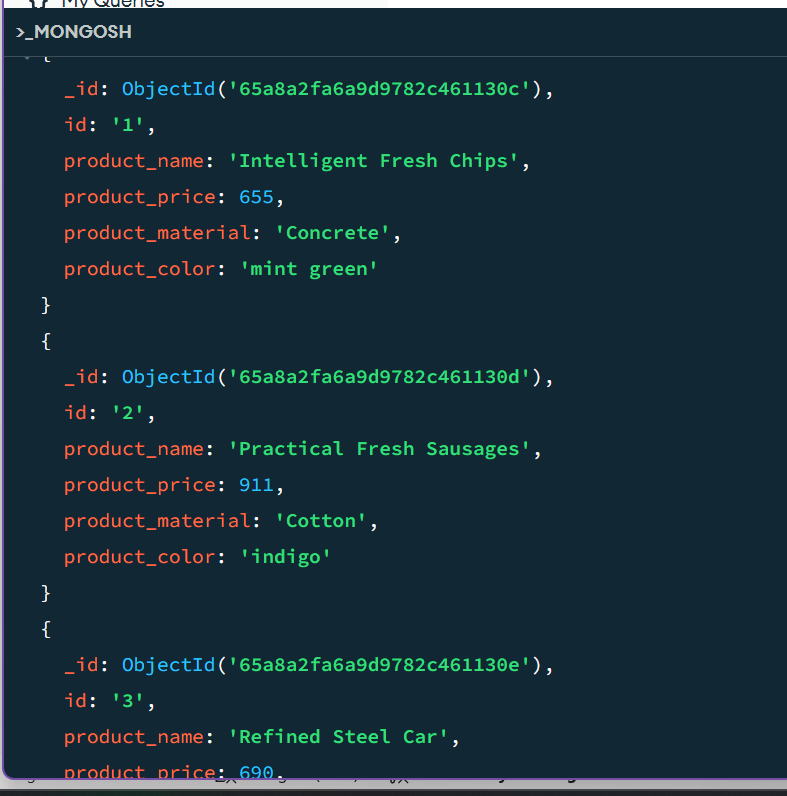 {} My Queries
>_MONGOSH
{
_id: ObjectId('65a8a2fa6a9d9782c461130c'),
id: '1',
product_name: 'Intelligent Fresh Chips',
product_price: 655,
product_material: 'Concrete',
product_color: 'mint green'
}
{
_id: ObjectId('65a8a2fa6a9d9782c461130d'),
id: '2',
product_name: 'Practical Fresh Sausages',
product_price: 911,
product_material: 'Cotton',
product_color: 'indigo'
}
{
_id: ObjectId('65a8a2fa6a9d9782c461130e'),
id: '3',
product_name: 'Refined Steel Car',
product_price: 690,